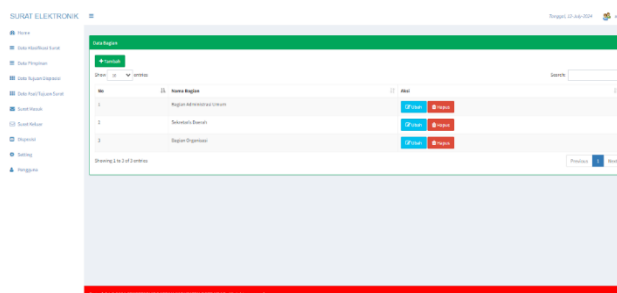 SURAT ELEKTRONIK
Tanggal, 13-July-2024
Home
Data Klasifikasi Surat
Data Pimpinan
Data Tujuan Disposisi
Data Asal/Tujuan Surat
Surat Masuk
Surat Keluar
Disposisi
Setting
Pengguna
Data Bagian
+Tambah
Show 10 entries
Search:
No Nama Bagian Aksi
1 Bagian Administrasi Umum Ubah Hapus
2 Sekretaris Daerah Ubah Hapus
3 Bagian Organisasi Ubah Hapus
Showing 1 to 3 of 3 entries
Previous 1 Next